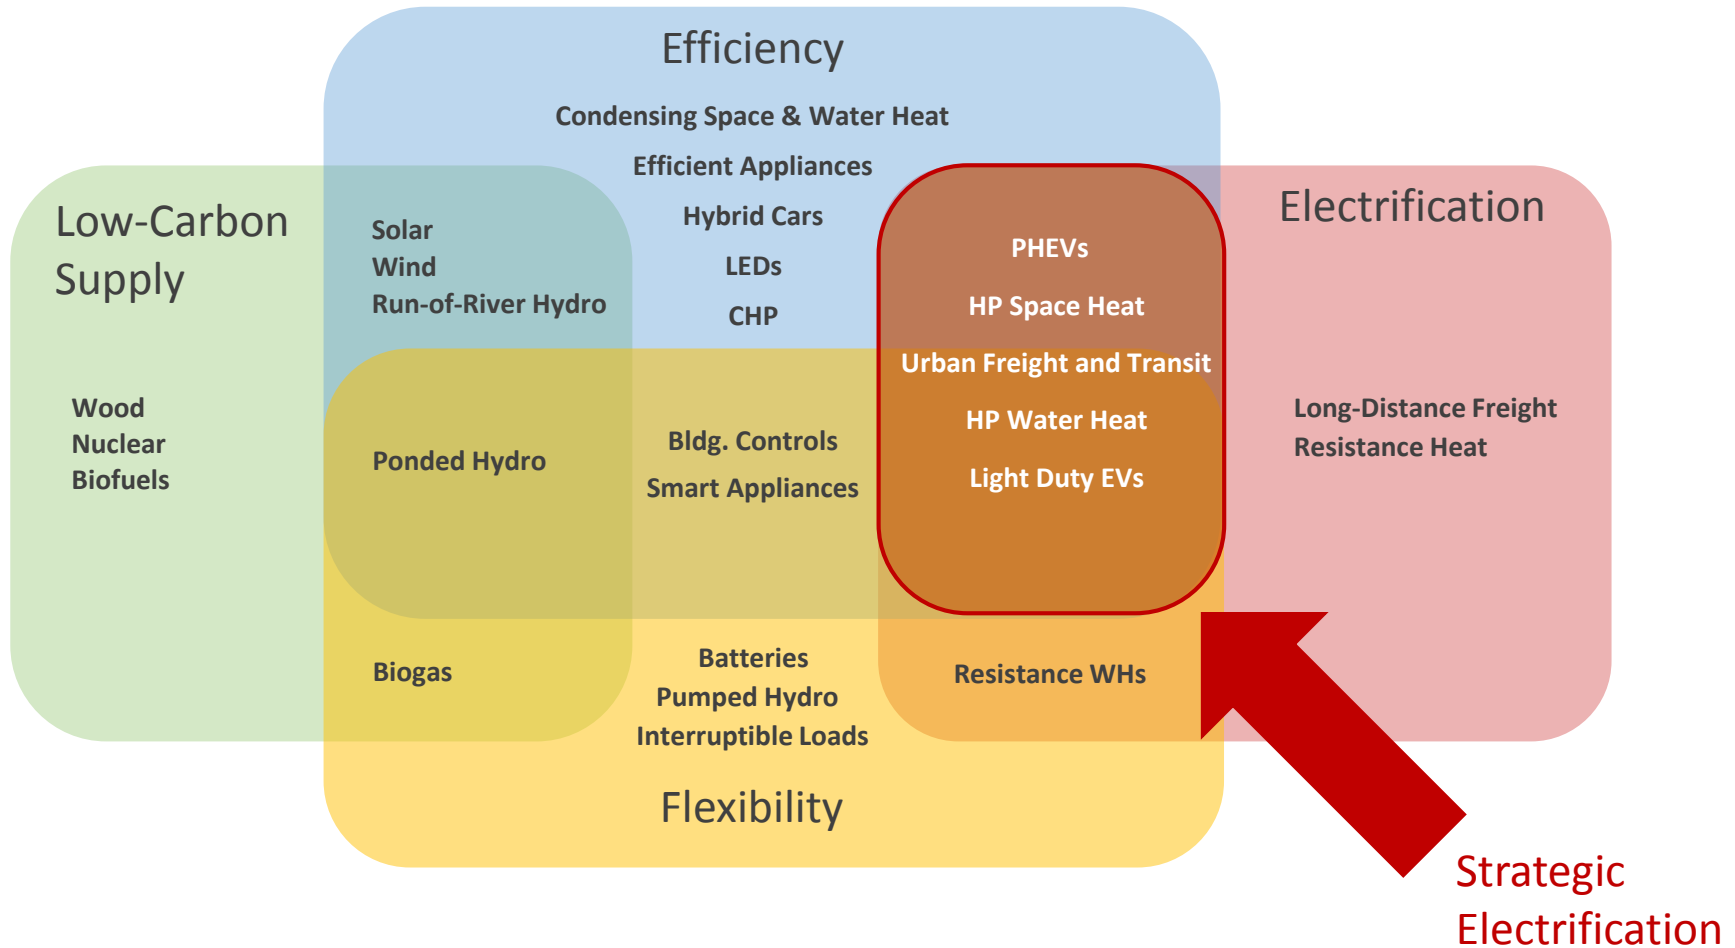 Efficiency
Condensing Space & Water Heat
Efficient Appliances
Hybrid Cars
LEDs
CHP
Low-Carbon
Supply
Solar
Wind
Run-of-River Hydro
Wood
Nuclear
Biofuels
Ponded Hydro
Bldg. Controls
Smart Appliances
PHEVs
HP Space Heat
Urban Freight and Transit
HP Water Heat
Light Duty EVs
Electrification
Long-Distance Freight
Resistance Heat
Biogas
Batteries
Pumped Hydro
Interruptible Loads
Resistance WHs
Flexibility
Strategic
Electrification